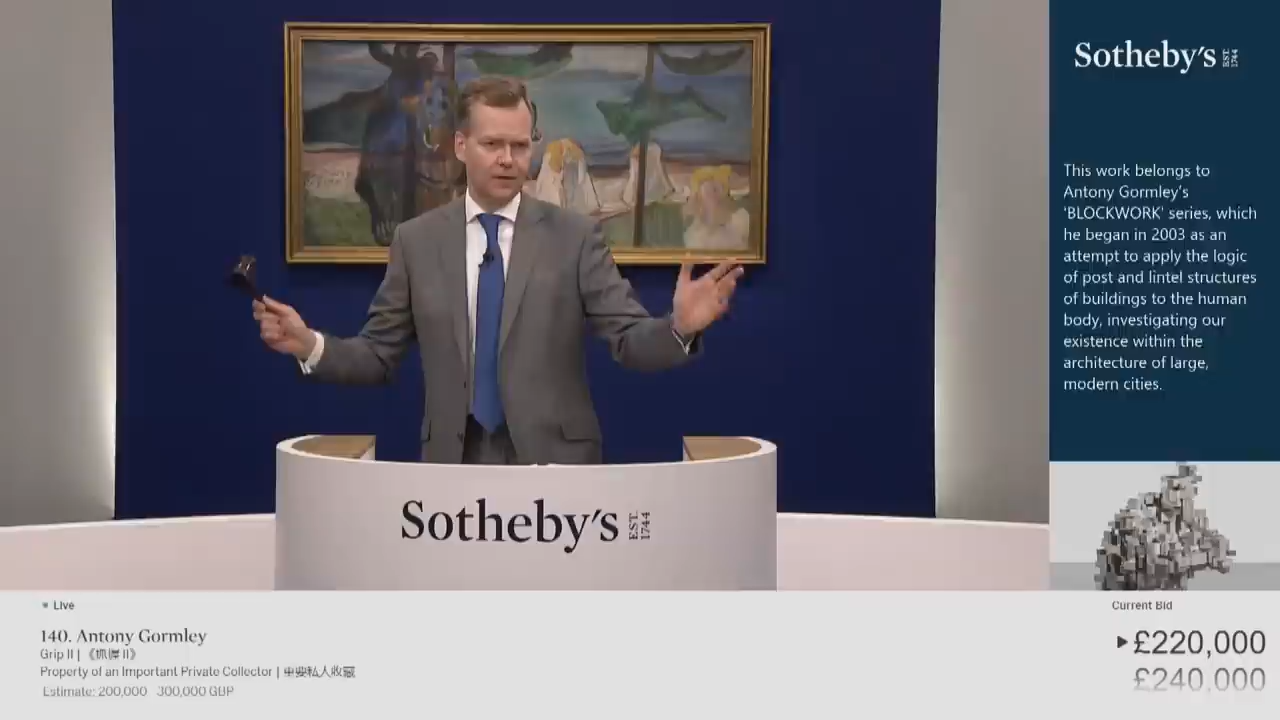 Sotheby's EST. 1744
This work belongs to
Antony Gormley's
'BLOCKWORK' series, which
he began in 2003 as an
attempt to apply the logic
of post and lintel structures
of buildings to the human
body, investigating our
existence within the
architecture of large,
modern cities.
Sotheby's EST. 1744
Live
140. Antony Gormley
Grip II | 《抓握 II》
Property of an Important Private Collector | 重要私人收藏
Estimate: 200,000 300,000 GBP
Current Bid
£220,000
£240,000